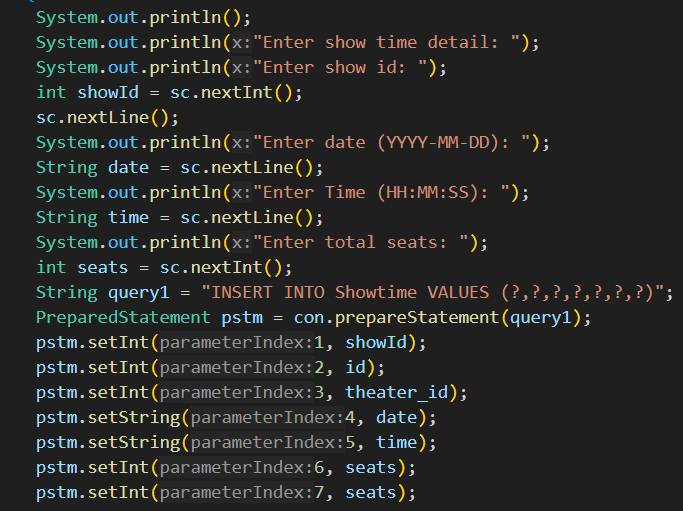 System.out.println();
System.out.println(x:"Enter show time detail: ");
System.out.println(x:"Enter show id: ");
int showId = sc.nextInt();
sc.nextLine();
System.out.println(x:"Enter date (YYYY-MM-DD): ");
String date = sc.nextLine();
System.out.println(x:"Enter Time (HH:MM:SS): ");
String time = sc.nextLine();
System.out.println(x:"Enter total seats: ");
int seats = sc.nextInt();
String query1 = "INSERT INTO Showtime VALUES (?,?,?,?,?,?,?)";
PreparedStatement pstm = con.prepareStatement(query1);
pstm.setInt(parameterIndex:1, showId);
pstm.setInt(parameterIndex:2, id);
pstm.setInt(parameterIndex:3, theater_id);
pstm.setString(parameterIndex:4, date);
pstm.setString(parameterIndex:5, time);
pstm.setInt(parameterIndex:6, seats);
pstm.setInt(parameterIndex:7, seats);